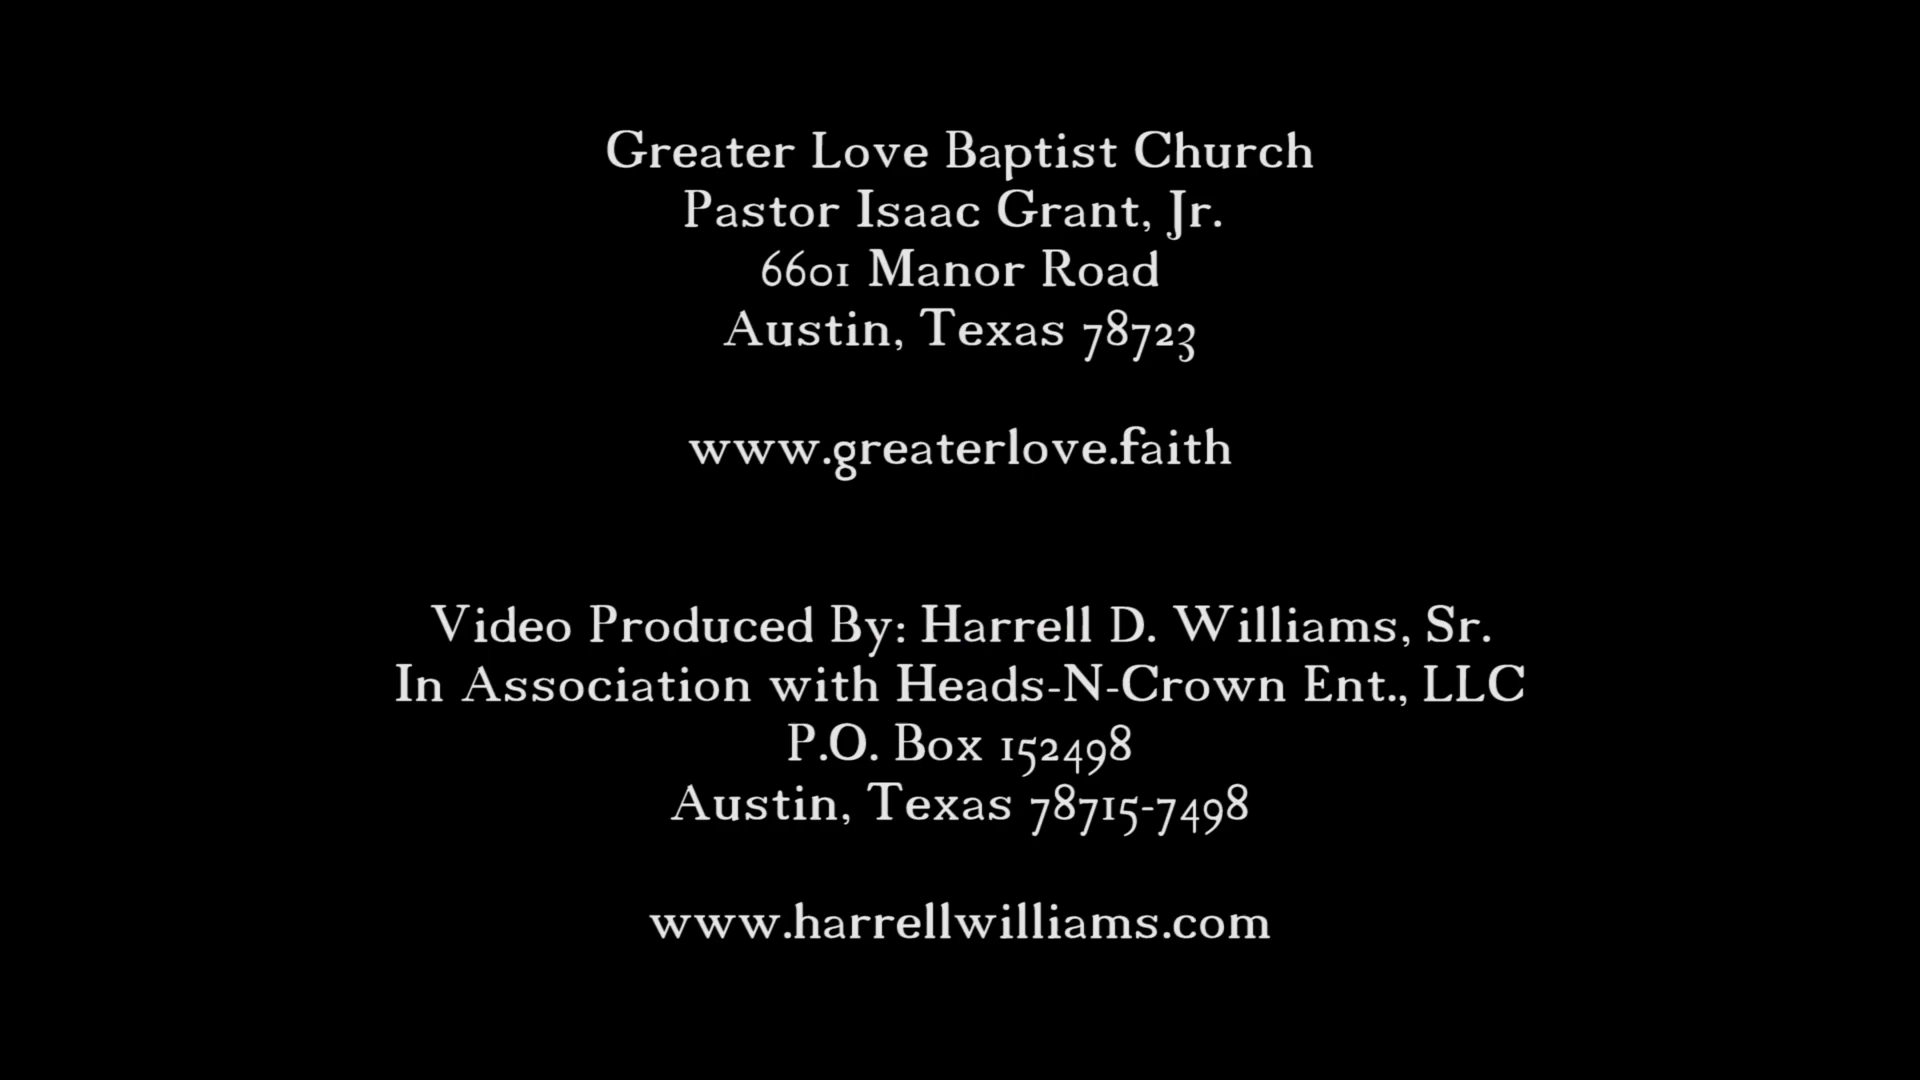 Greater Love Baptist Church
Pastor Isaac Grant, Jr.
6601 Manor Road
Austin, Texas 78723
www.greaterlove.faith
Video Produced By: Harrell D. Williams, Sr.
In Association with Heads-N-Crown Ent., LLC
P.O. Box 152498
Austin, Texas 78715-7498
www.harrellwilliams.com